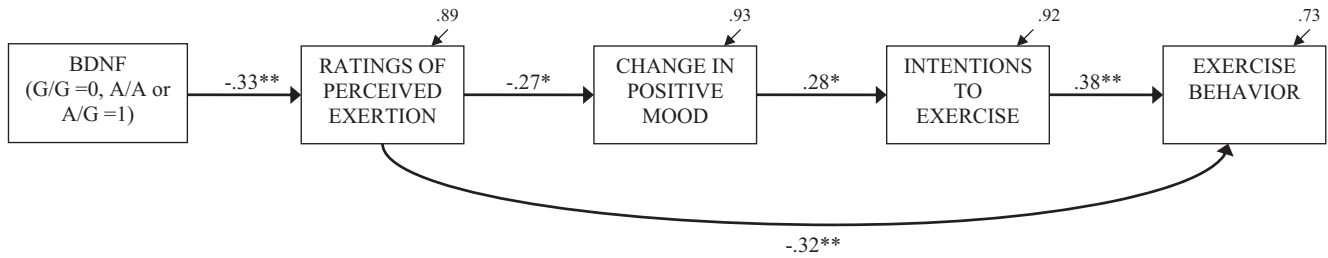 .89
.93
.92
.73
BDNF
(G/G =0, A/A or
A/G =1)
-.33**
RATINGS OF
PERCEIVED
EXERTION
-.27*
CHANGE IN
POSITIVE
MOOD
.28*
INTENTIONS
TO
EXERCISE
.38**
EXERCISE
BEHAVIOR
-.32**